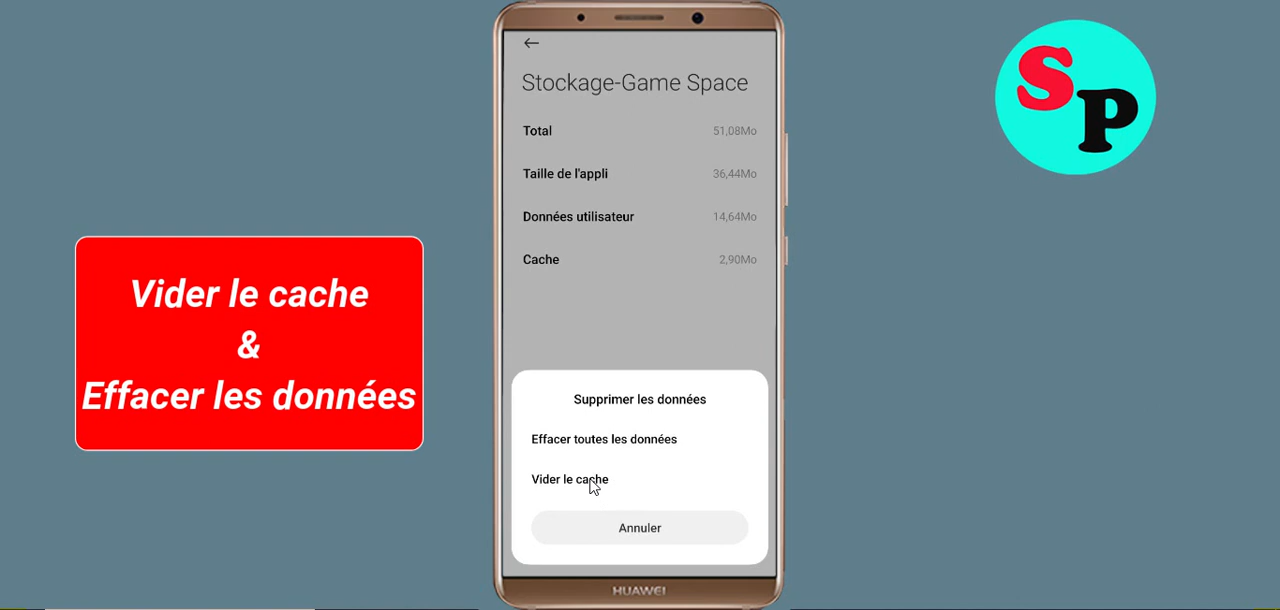 Vider le cache
&
Effacer les données
Stockage-Game Space
Total 51,08Mo
Taille de l'appli 36,44Mo
Données utilisateur 14,64Mo
Cache 2,90Mo
Supprimer les données
Effacer toutes les données
Vider le cache
Annuler
HUAWEI
SP